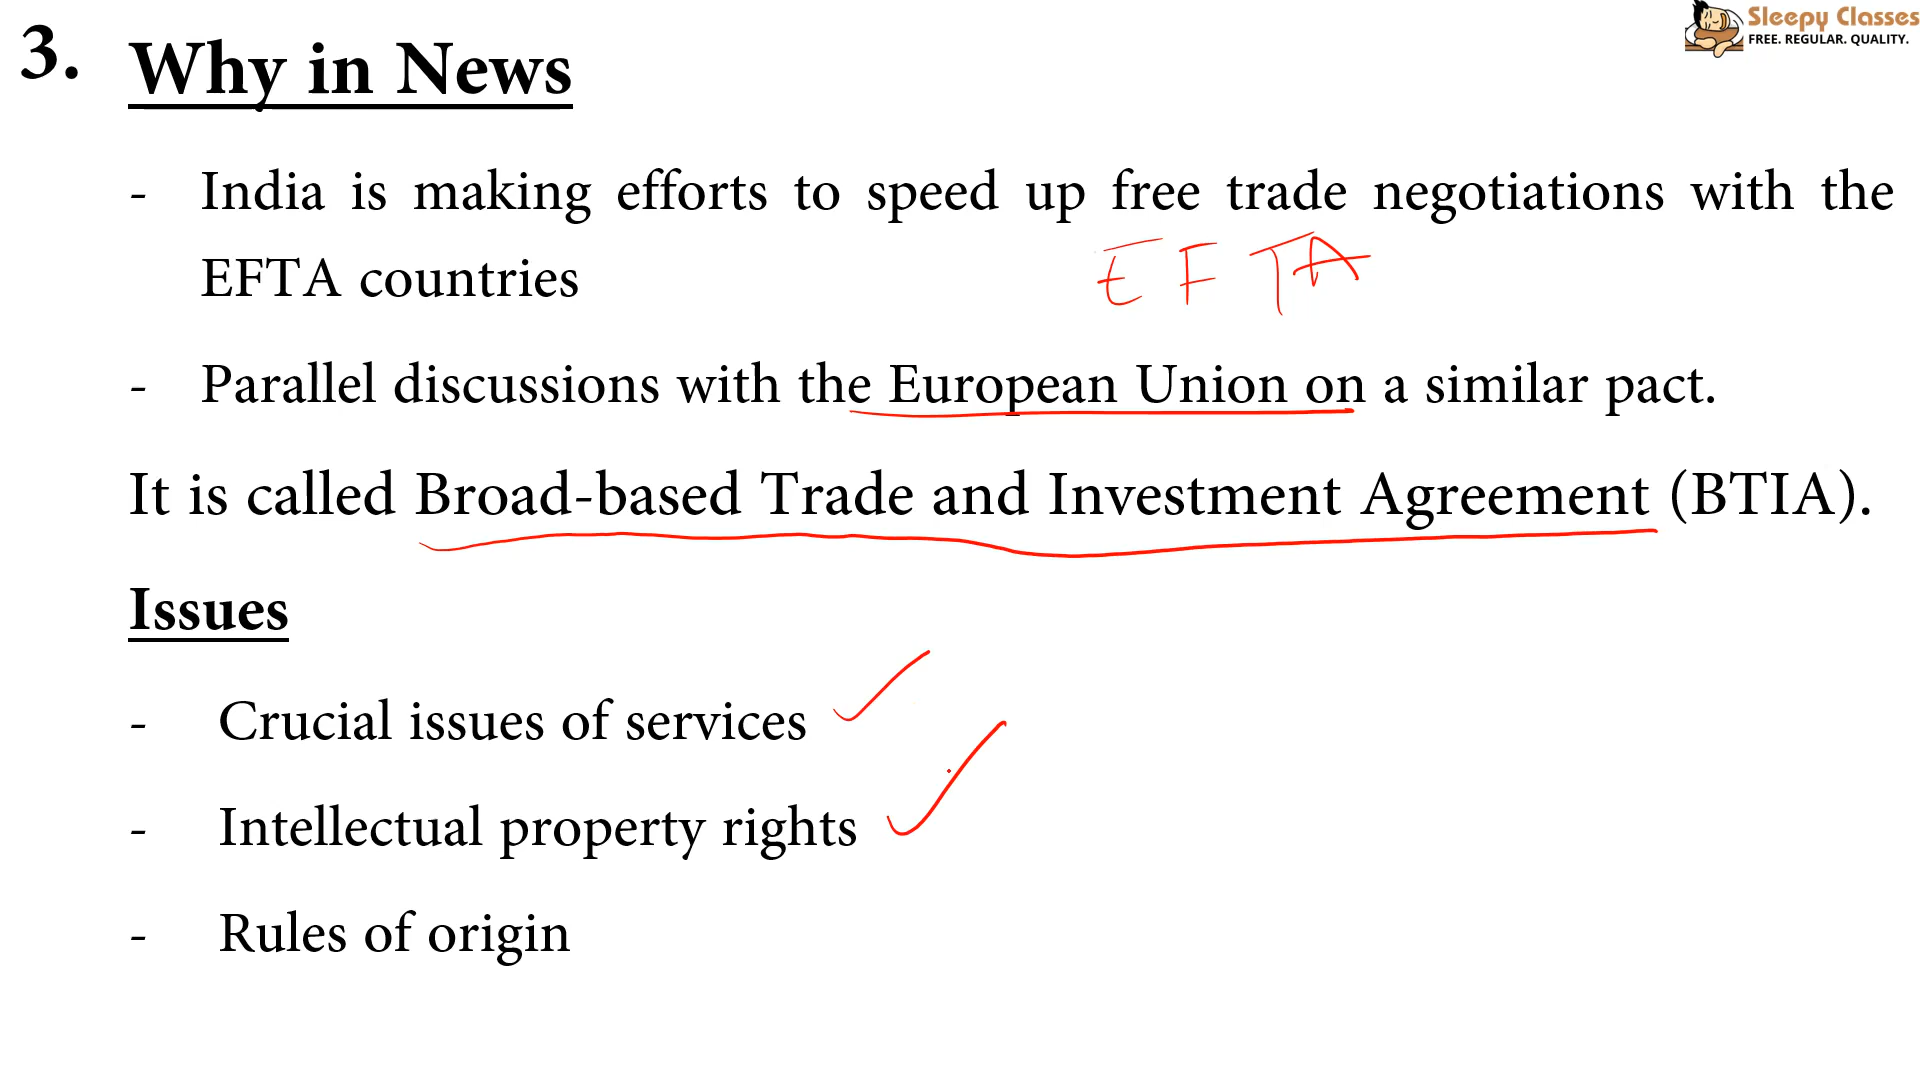 Sleepy Classes
FREE. REGULAR. QUALITY.
3. Why in News
- India is making efforts to speed up free trade negotiations with the
EFTA countries
EFTA
- Parallel discussions with the European Union on a similar pact.
It is called Broad-based Trade and Investment Agreement (BTIA).
Issues
- Crucial issues of services
- Intellectual property rights
- Rules of origin